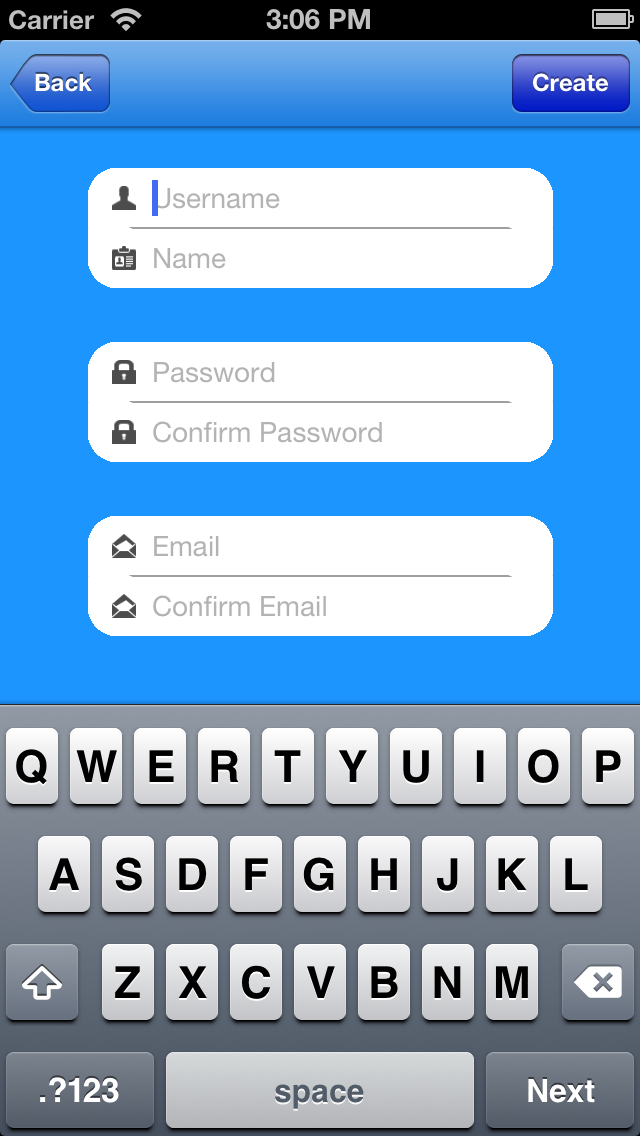 Carrier 3:06 PM
Back Create
Username
Name
Password
Confirm Password
Email
Confirm Email
Q W E R T Y U I O P
A S D F G H J K L
Z X C V B N M
.?123 space Next